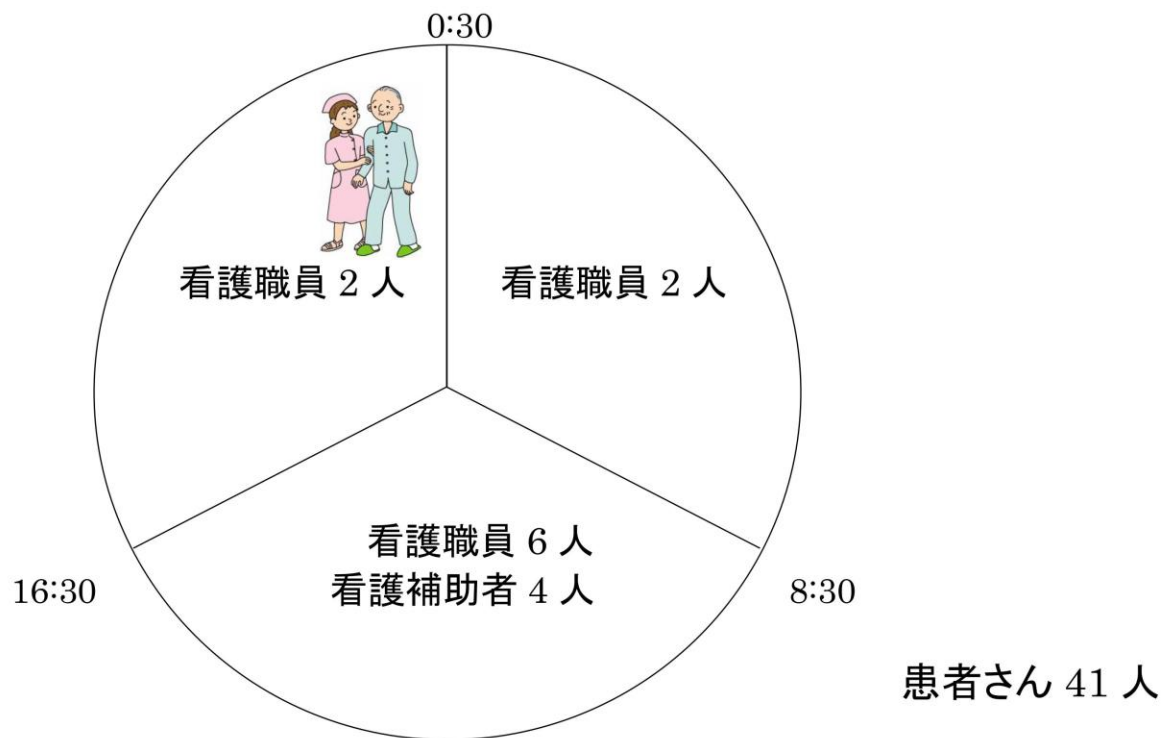 0:30
看護職員 2 人
看護職員 2 人
看護職員 6 人
看護補助者 4 人
16:30
8:30
患者さん 41 人